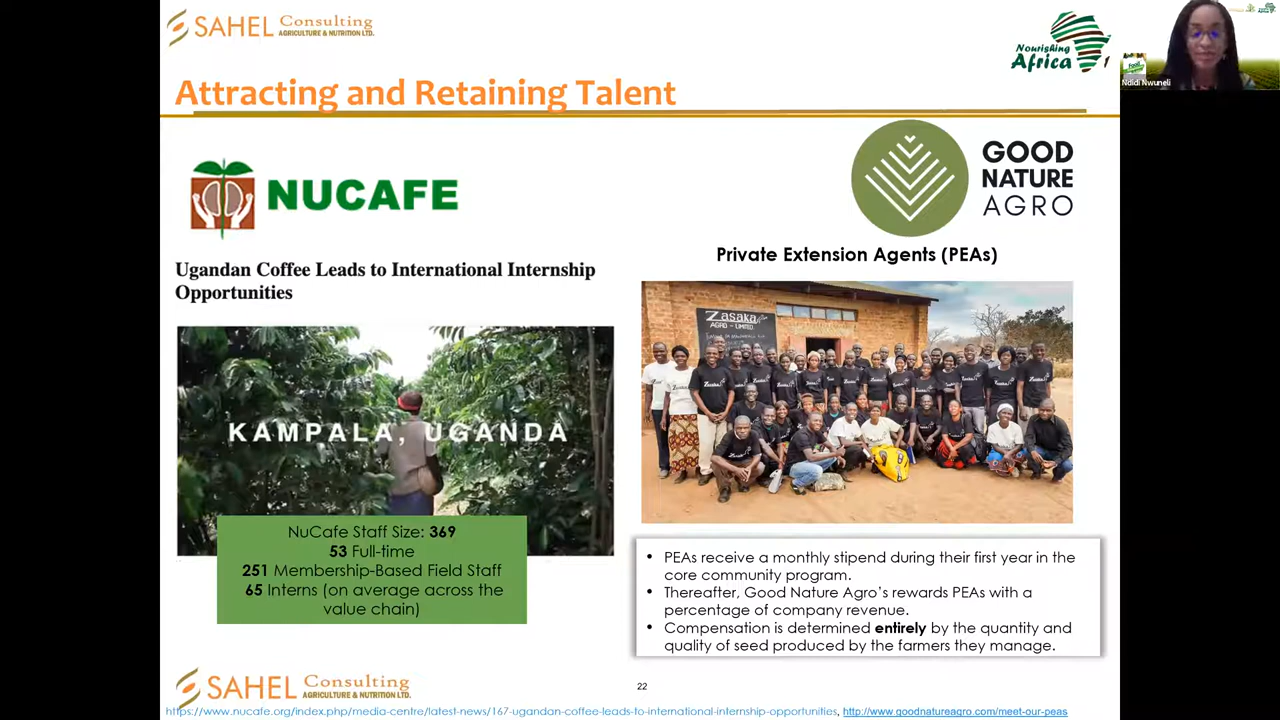 SAHEL Consulting
AGRICULTURE & NUTRITION LTD.
Nourishing
Africa
Ndidi Nwuneli
Attracting and Retaining Talent
NUCAFE
GOOD
NATURE
AGRO
Ugandan Coffee Leads to International Internship
Opportunities
Private Extension Agents (PEAs)
Zasaka
AGRO - LIMITED
KAMPALA, UGANDA
NuCafe Staff Size: 369
53 Full-time
251 Membership-Based Field Staff
65 Interns (on average across the
value chain)
• PEAs receive a monthly stipend during their first year in the
core community program.
• Thereafter, Good Nature Agro's rewards PEAs with a
percentage of company revenue.
• Compensation is determined entirely by the quantity and
quality of seed produced by the farmers they manage.
SAHEL Consulting
AGRICULTURE & NUTRITION LTD.
22
https://www.nucafe.org/index.php/media-centre/latest-news/167-ugandan-coffee-leads-to-international-internship-opportunities, http://www.goodnatureagro.com/meet-our-peas